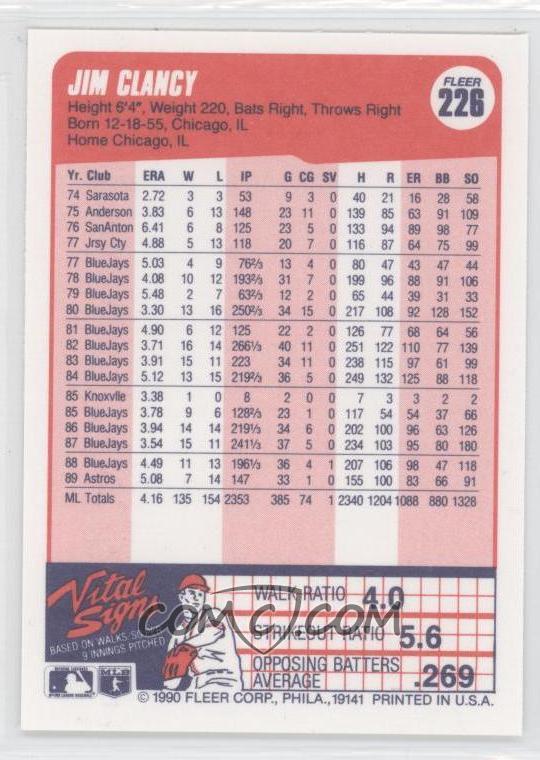 JIM CLANCY
FLEER
226
Height 6'4", Weight 220, Bats Right, Throws Right
Born 12-18-55, Chicago, IL
Home Chicago, IL
Yr. Club ERA W L IP G CG SV H R ER BB SO
74 Sarasota 2.72 3 3 53 9 3 0 40 21 16 28 58
75 Anderson 3.83 6 13 148 23 11 0 139 85 63 91 109
76 SanAnton 6.41 6 8 123 23 5 0 133 94 89 98 77
77 Jrsy Cty 4.88 5 13 118 20 7 0 116 87 64 75 99
77 BlueJays 5.03 4 9 76⅔ 13 4 0 80 47 43 47 44
78 BlueJays 4.08 10 12 193⅔ 31 7 0 199 96 88 91 106
79 BlueJays 5.48 2 7 63⅔ 12 2 0 65 44 39 31 33
80 BlueJays 3.30 13 16 250⅔ 34 15 0 217 108 92 128 152
81 BlueJays 4.90 6 12 125 22 2 0 126 77 68 64 56
82 BlueJays 3.71 16 14 266⅓ 40 11 0 251 122 110 77 139
83 BlueJays 3.91 15 11 223 34 11 0 238 115 97 61 99
84 BlueJays 5.12 13 15 219⅔ 36 5 0 249 132 125 88 118
85 Knoxvlle 3.38 1 0 8 2 0 0 7 3 3 2 2
85 BlueJays 3.78 9 6 128⅔ 23 1 0 117 54 54 37 66
86 BlueJays 3.94 14 14 219⅓ 34 6 0 202 100 96 63 126
87 BlueJays 3.54 15 11 241⅓ 37 5 0 234 103 95 80 180
88 BlueJays 4.49 11 13 196⅓ 36 4 1 207 106 98 47 118
89 Astros 5.08 7 14 147 33 1 0 155 100 83 66 91
ML Totals 4.16 135 154 2353 385 74 1 2340 1204 1088 880 1328
Vital Signs
BASED ON WALKS/
9 INNINGS PITCHED
WALK RATIO 4.0
STRIKEOUT RATIO 5.6
OPPOSING BATTERS
AVERAGE .269
COMC.COM
© 1990 FLEER CORP., PHILA., 19141 PRINTED IN U.S.A.